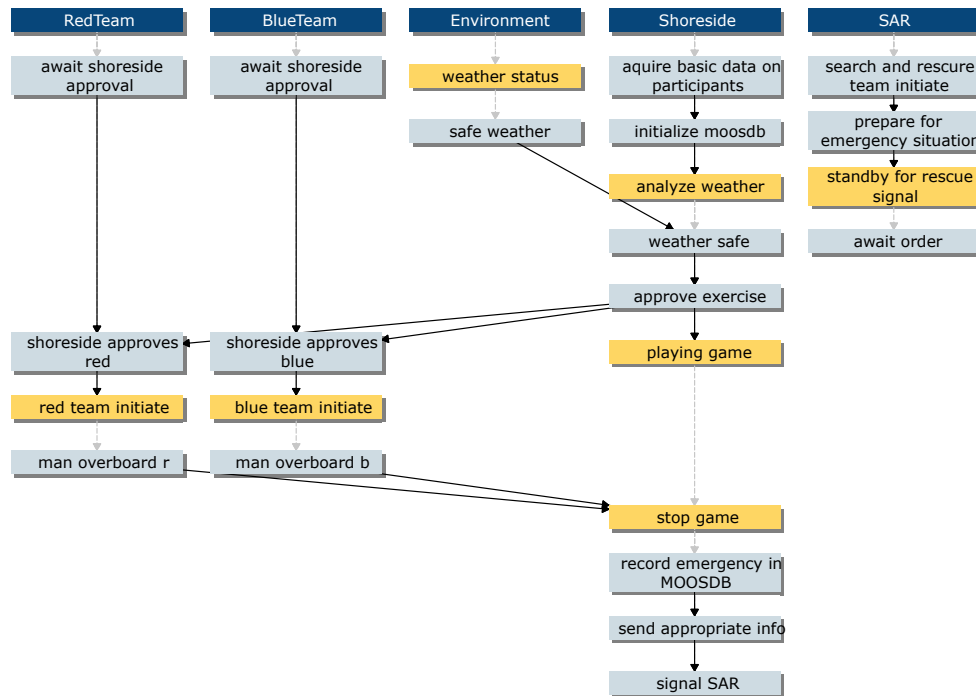 RedTeam
BlueTeam
Environment
Shoreside
SAR
await shoreside
approval
await shoreside
approval
weather status
aquire basic data on
participants
search and rescure
team initiate
safe weather
initialize moosdb
prepare for
emergency situation
analyze weather
standby for rescue
signal
weather safe
await order
approve exercise
shoreside approves
red
shoreside approves
blue
playing game
red team initiate
blue team initiate
man overboard r
man overboard b
stop game
record emergency in
MOOSDB
send appropriate info
signal SAR